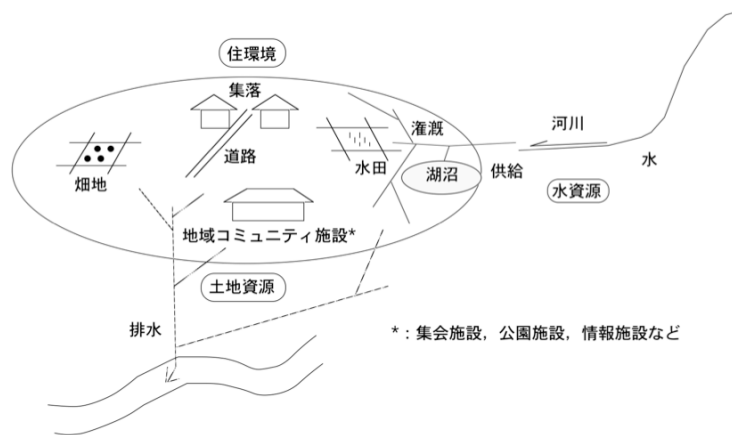 住環境
集落
道路
畑地
水田
灌漑
河川
湖沼
供給
水
水資源
地域コミュニティ施設*
土地資源
排水
*：集会施設，公園施設，情報施設など